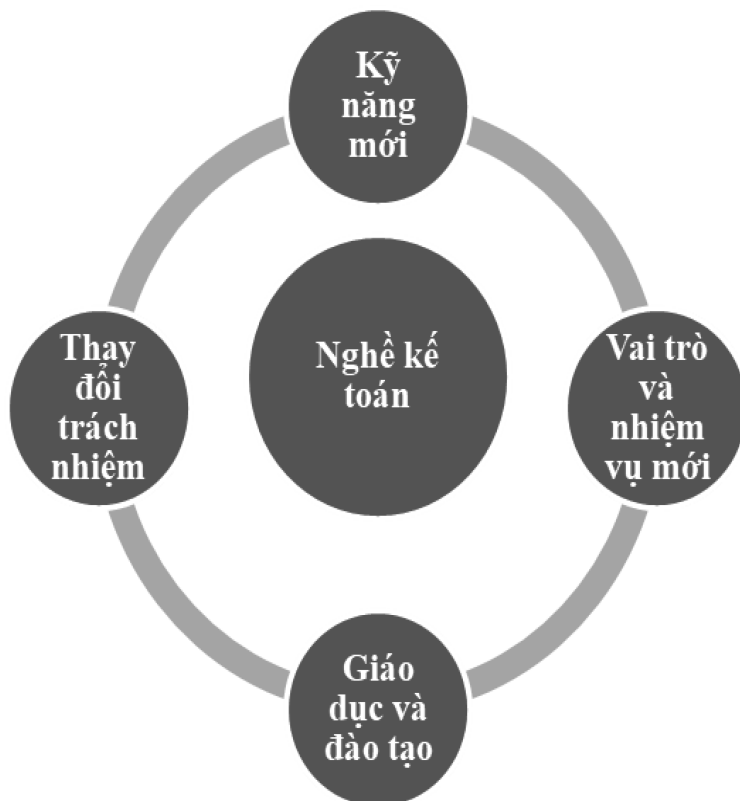 Kỹ
năng
mới
Thay
đổi
trách
nhiệm
Nghề kế
toán
Vai trò
và
nhiệm
vụ mới
Giáo
dục và
đào tạo